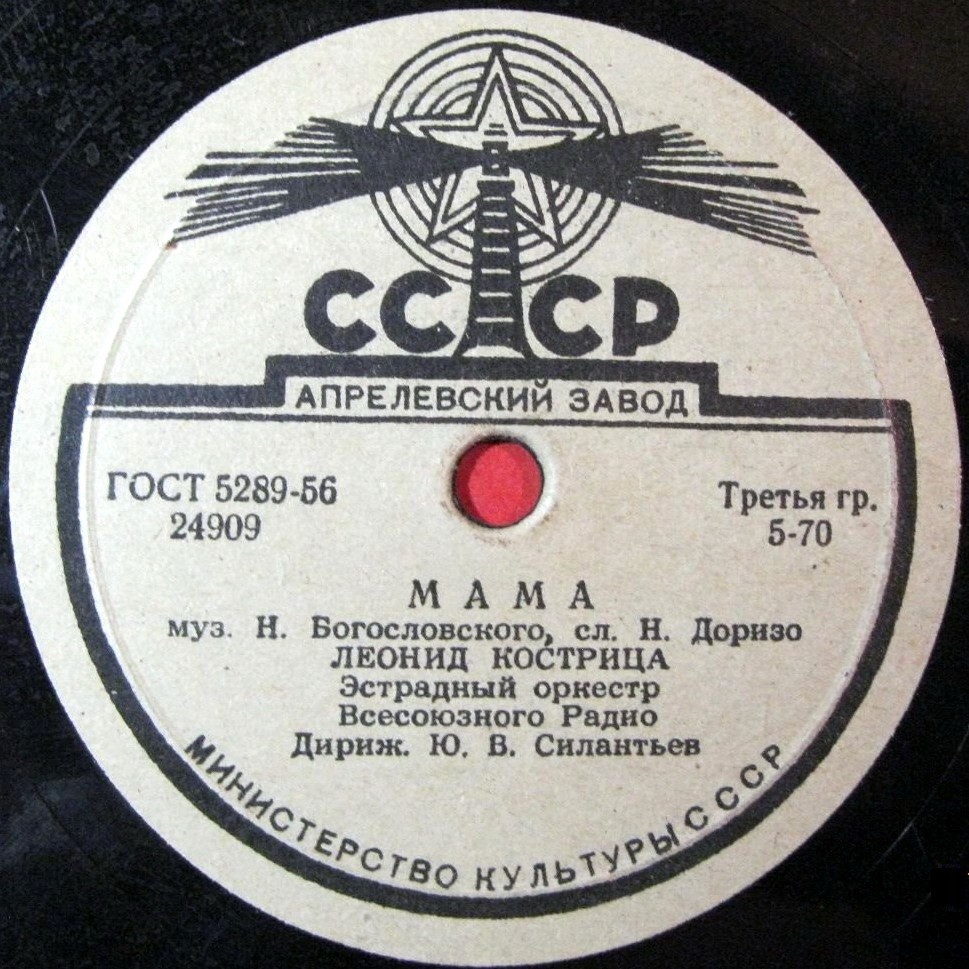 СССР
АПРЕЛЕВСКИЙ ЗАВОД
ГОСТ 5289-56
24909
Третья гр.
5-70
МАМА
муз. Н. Богословского, сл. Н. Доризо
ЛЕОНИД КОСТРИЦА
Эстрадный оркестр
Всесоюзного Радио
Дириж. Ю. В. Силантьев
МИНИСТЕРСТВО КУЛЬТУРЫ СССР